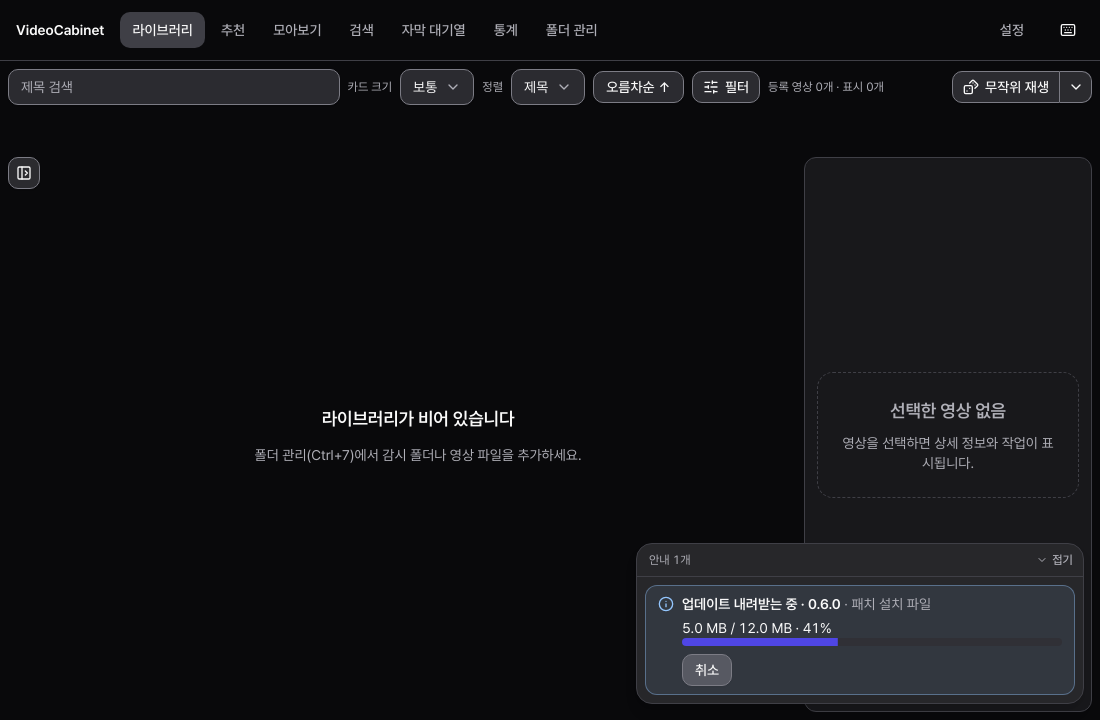 VideoCabinet 라이브러리 추천 모아보기 검색 자막 대기열 통계 폴더 관리 설정
제목 검색 카드 크기 보통 정렬 제목 오름차순 ↑ 필터 등록 영상 0개 · 표시 0개 무작위 재생
라이브러리가 비어 있습니다
폴더 관리(Ctrl+7)에서 감시 폴더나 영상 파일을 추가하세요.
선택한 영상 없음
영상을 선택하면 상세 정보와 작업이 표
시됩니다.
안내 1개 접기
업데이트 내려받는 중 · 0.6.0 · 패치 설치 파일
5.0 MB / 12.0 MB · 41%
취소